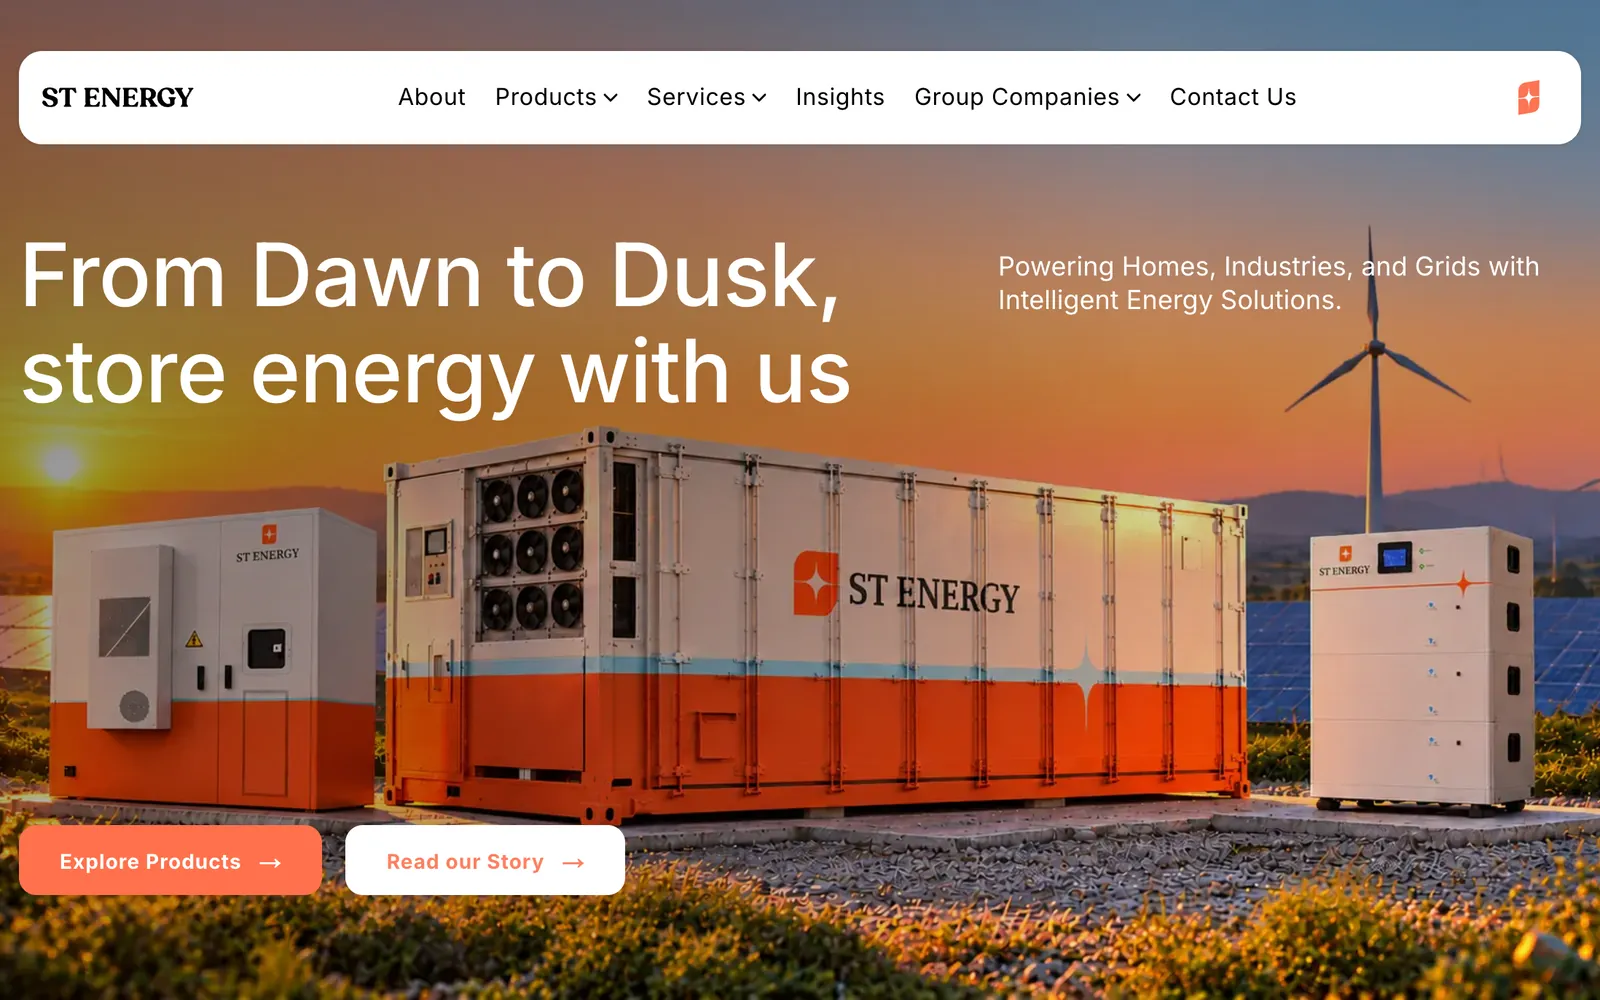 ST ENERGY
About
Products
Services
Insights
Group Companies
Contact Us
From Dawn to Dusk,
store energy with us
Powering Homes, Industries, and Grids with
Intelligent Energy Solutions.
ST ENERGY
ST ENERGY
ST ENERGY
Explore Products →
Read our Story →